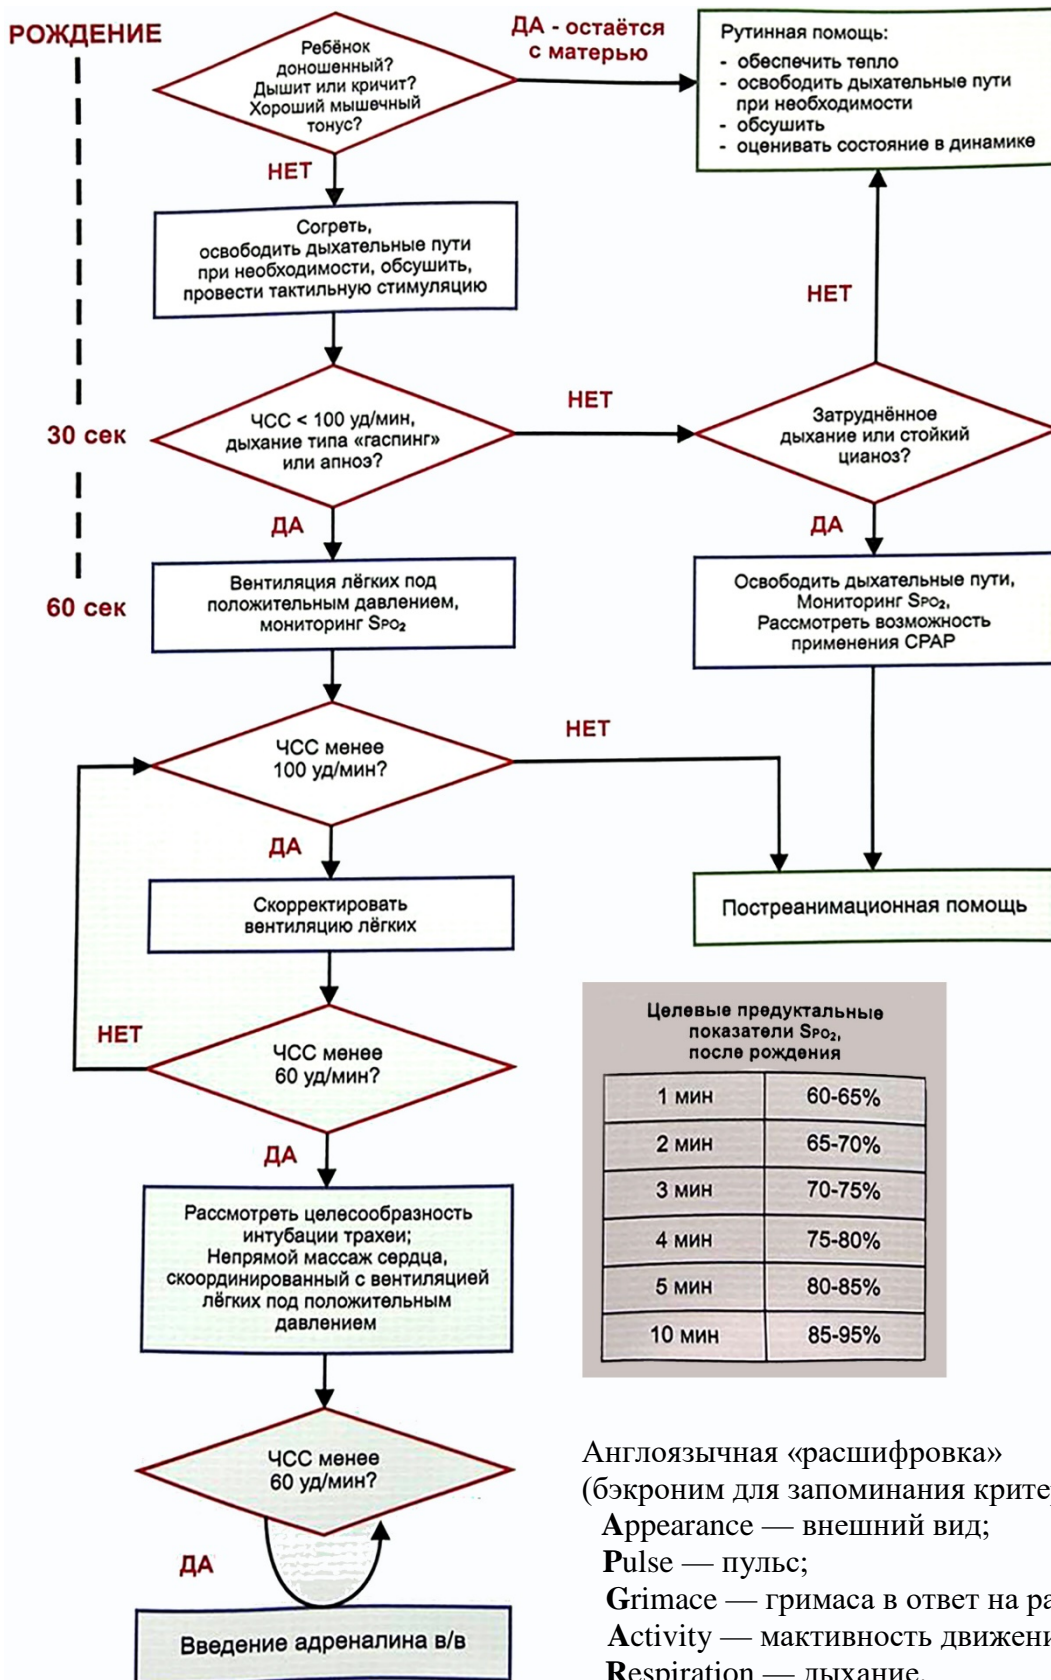 РОЖДЕНИЕ
Ребёнок
доношенный?
Дышит или кричит?
Хороший мышечный
тонус?
ДА - остаётся
с матерью
Рутинная помощь:
- обеспечить тепло
- освободить дыхательные пути
при необходимости
- обсушить
- оценивать состояние в динамике
НЕТ
Согреть,
освободить дыхательные пути
при необходимости, обсушить,
провести тактильную стимуляцию
НЕТ
30 сек
ЧСС < 100 уд/мин,
дыхание типа «гаспинг»
или апноэ?
НЕТ
Затруднённое
дыхание или стойкий
цианоз?
ДА
ДА
60 сек
Вентиляция лёгких под
положительным давлением,
мониторинг SPO₂
Освободить дыхательные пути,
Мониторинг SPO₂,
Рассмотреть возможность
применения CPAP
ЧСС менее
100 уд/мин?
НЕТ
ДА
Скорректировать
вентиляцию лёгких
Постреанимационная помощь
НЕТ
ЧСС менее
60 уд/мин?
ДА
Рассмотреть целесообразность
интубации трахеи;
Непрямой массаж сердца,
скоординированный с вентиляцией
лёгких под положительным
давлением
Целевые предуктальные
показатели SPO₂,
после рождения
1 мин 60-65%
2 мин 65-70%
3 мин 70-75%
4 мин 75-80%
5 мин 80-85%
10 мин 85-95%
ЧСС менее
60 уд/мин?
ДА
Введение адреналина в/в
Англоязычная «расшифровка»
(бэкроним для запоминания
Appearance — внешний вид;
Pulse — пульс;
Grimace — гримаса в ответ на
Activity — мактивность
Respiration — дыхание.